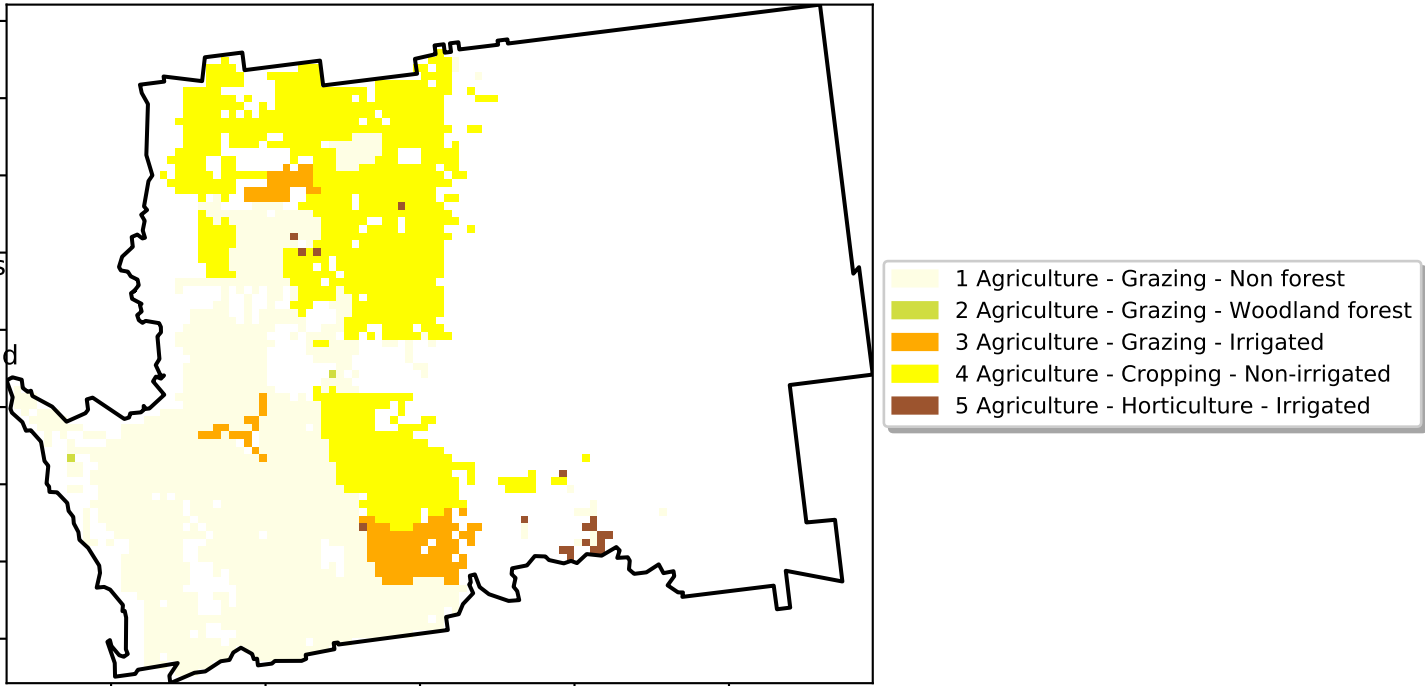 s
d
1 Agriculture - Grazing - Non forest
2 Agriculture - Grazing - Woodland forest
3 Agriculture - Grazing - Irrigated
4 Agriculture - Cropping - Non-irrigated
5 Agriculture - Horticulture - Irrigated